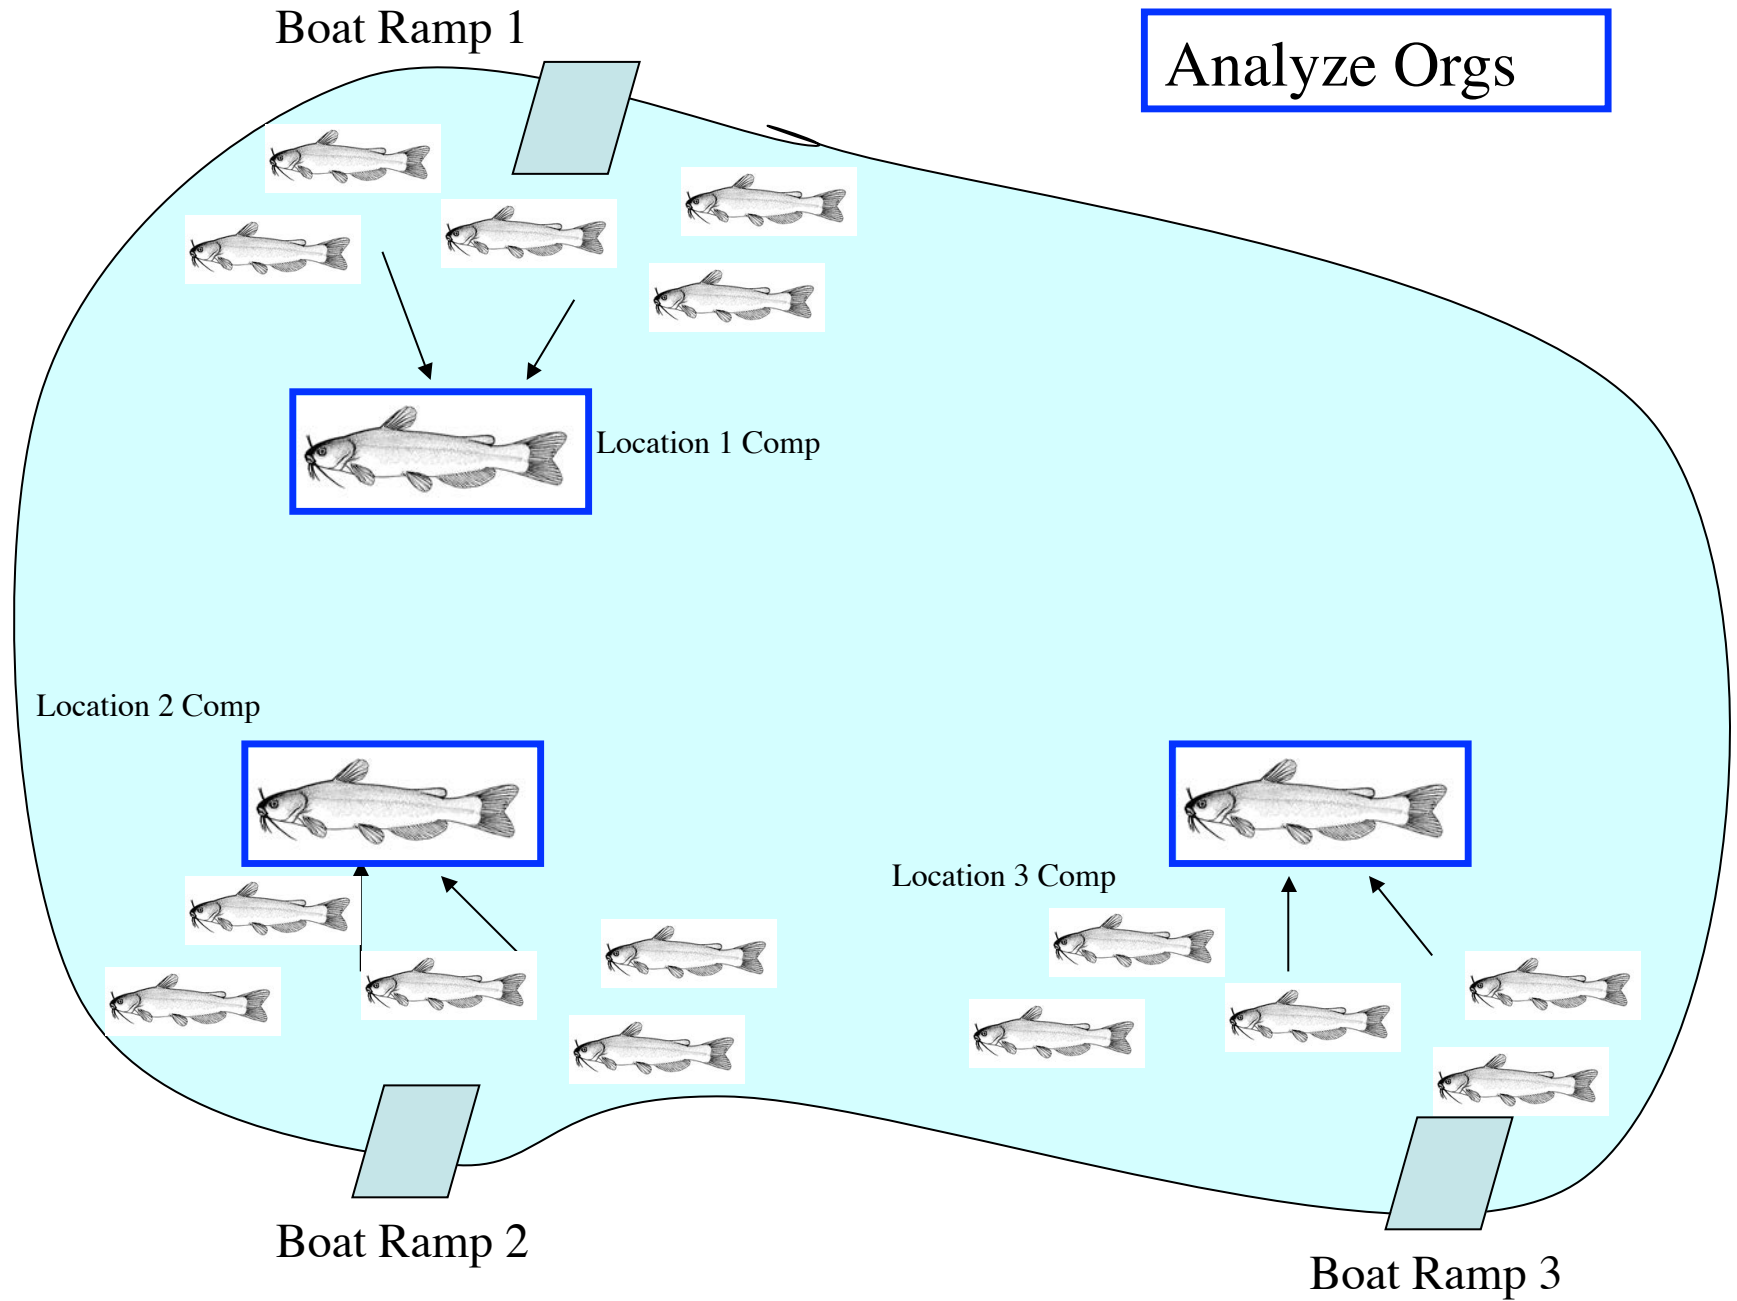 Boat Ramp 1
Analyze Orgs
Location 1 Comp
Location 2 Comp
Location 3 Comp
Boat Ramp 2
Boat Ramp 3